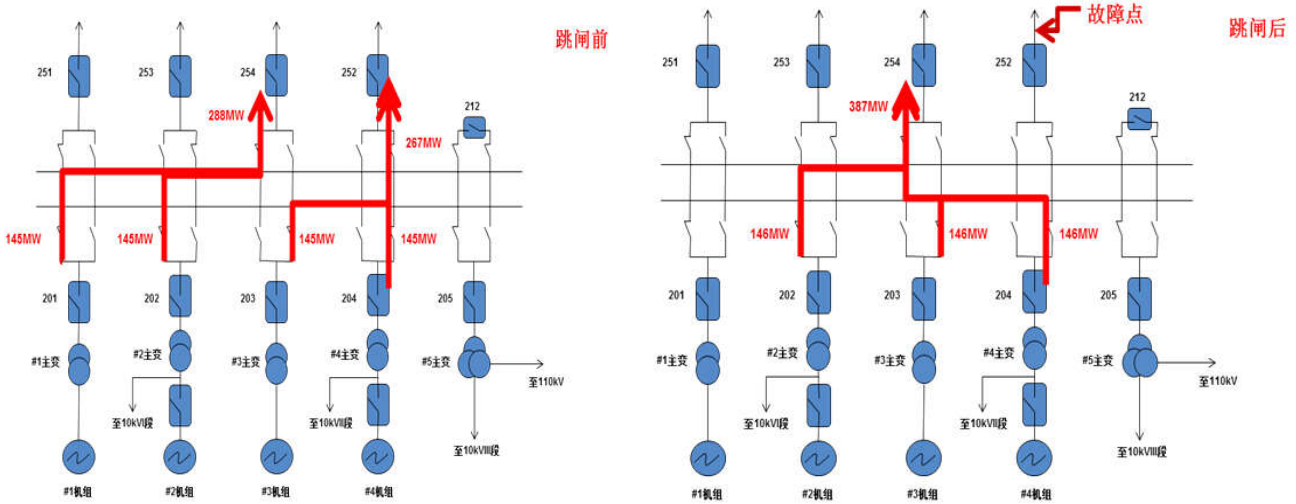 跳闸前
251
253
254
252
212
288MW
267MW
145MW
145MW
145MW
145MW
201
202
203
204
205
#1主变
#2主变
#3主变
#4主变
#5主变
至110kV
至10kVI段
至10kVII段
至10kVIII段
#1机组
#2机组
#3机组
#4机组
故障点
跳闸后
251
253
254
252
212
387MW
146MW
146MW
146MW
201
202
203
204
205
#1主变
#2主变
#3主变
#4主变
#5主变
至110kV
至10kVI段
至10kVII段
至10kVIII段
#1机组
#2机组
#3机组
#4机组